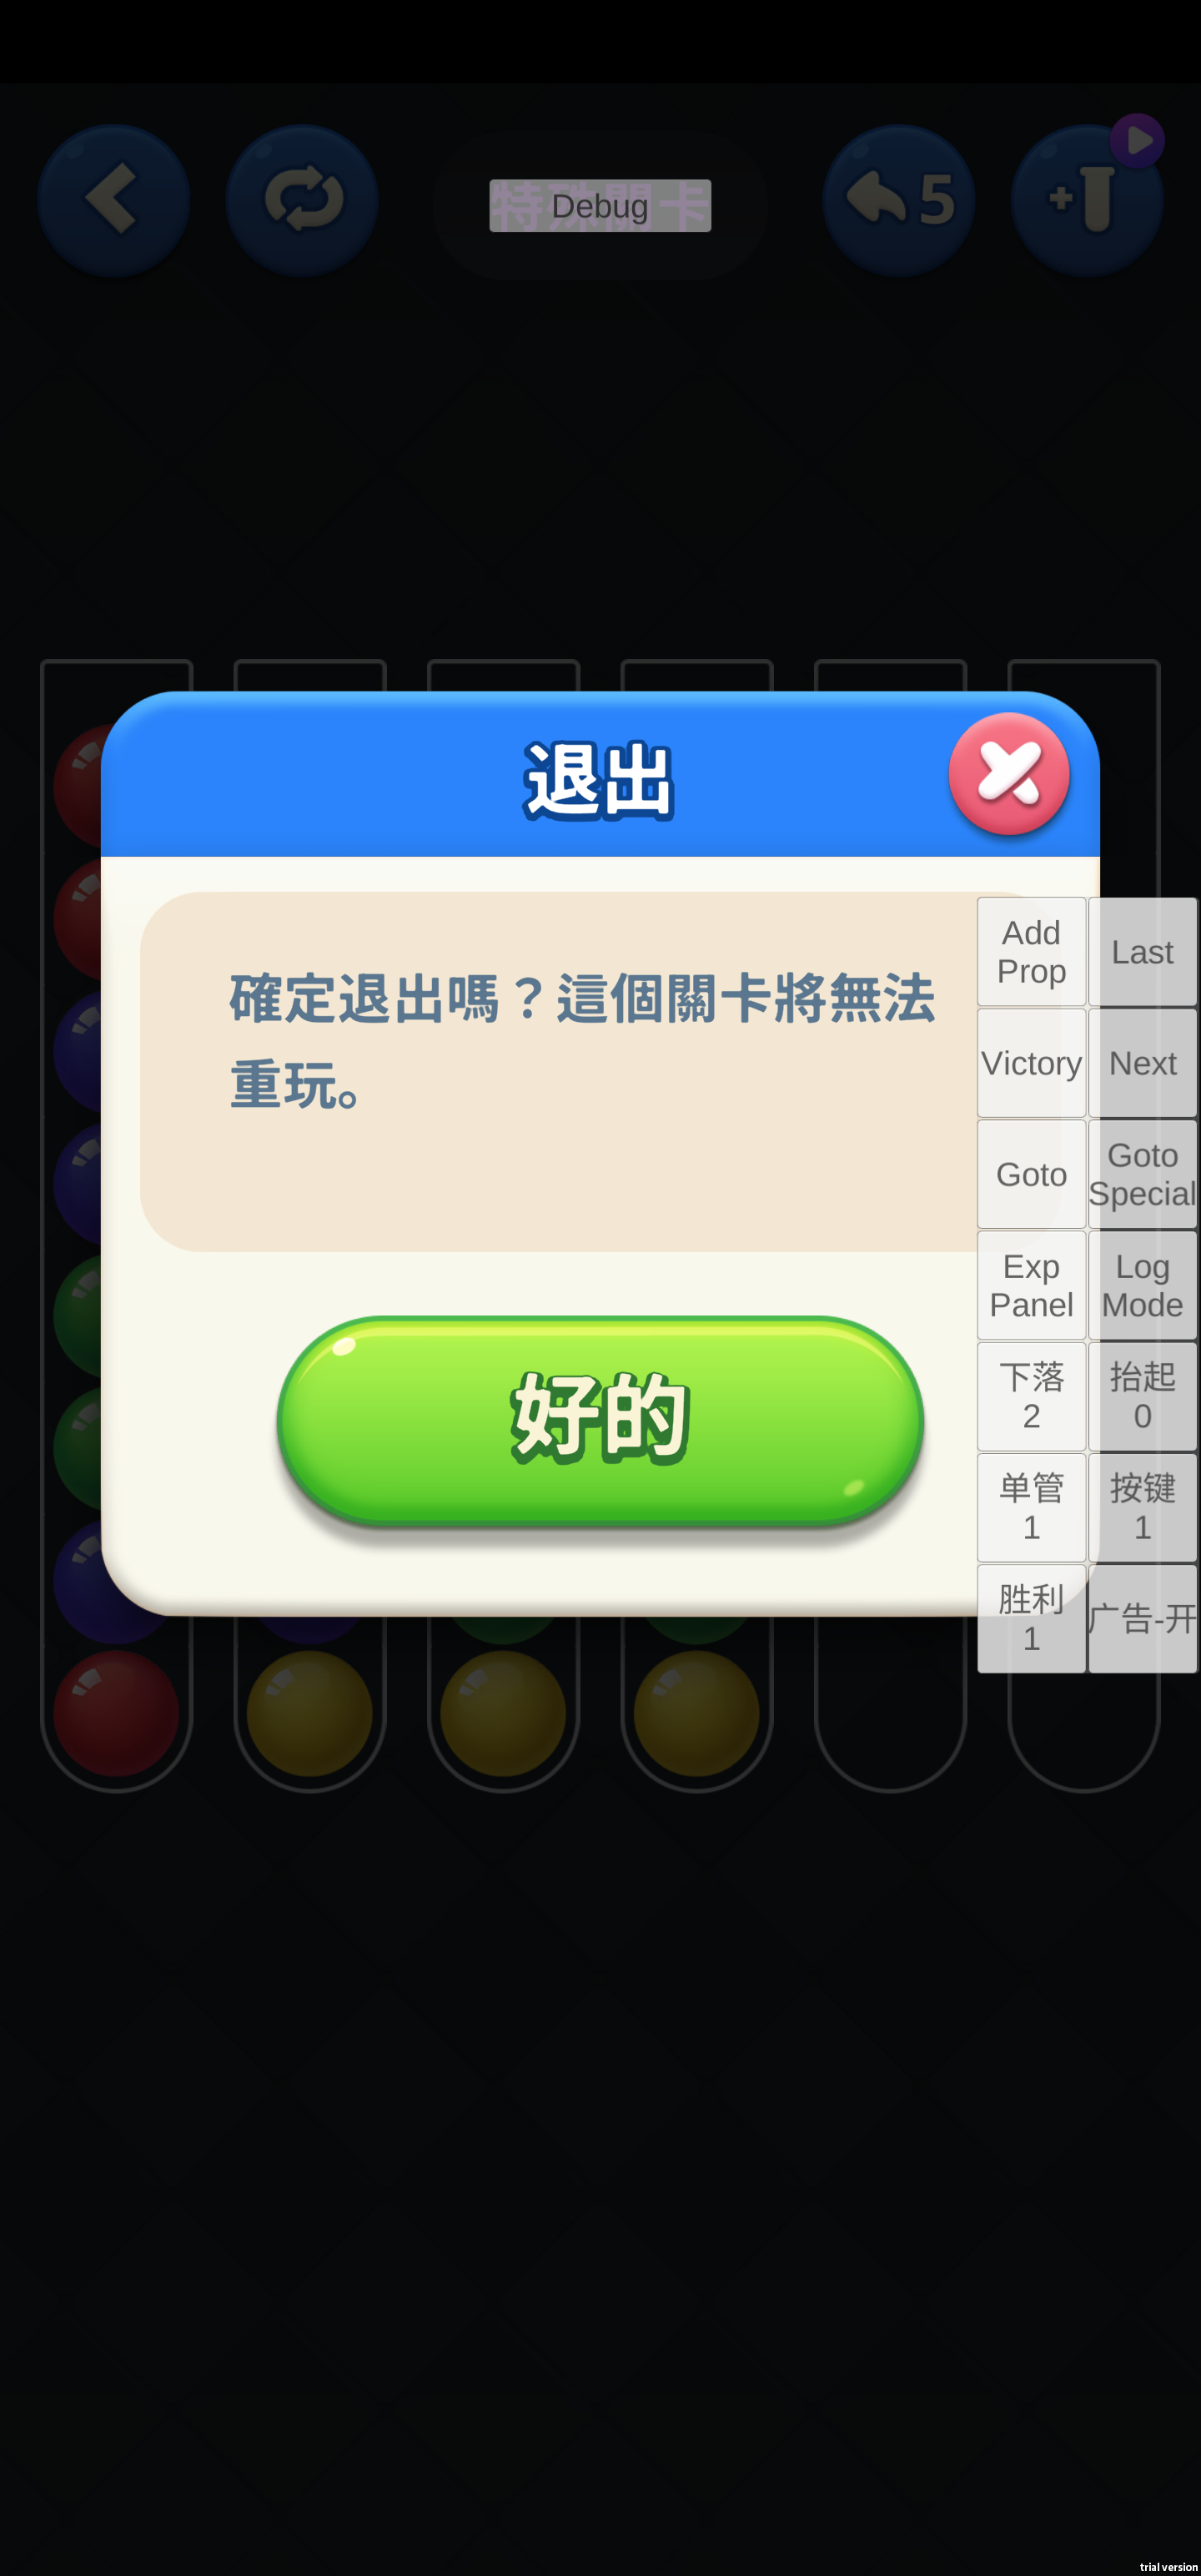 特殊關卡
Debug
5
+
退出
確定退出嗎？這個關卡將無法
重玩。
好的
Add
Prop
Last
Victory
Next
Goto
Goto
Special
Exp
Panel
Log
Mode
下落
2
抬起
0
单管
1
按键
1
胜利
1
广告-开
trial version